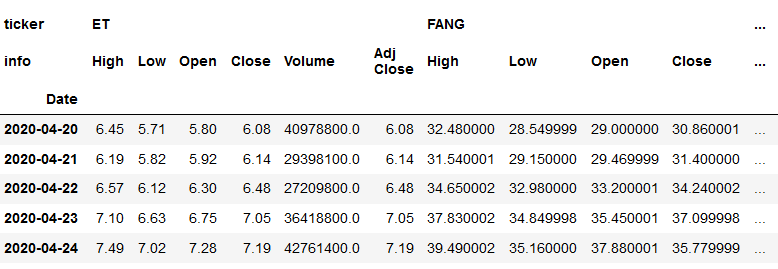 ticker ET FANG ...
info High Low Open Close Volume Adj Close High Low Open Close ...
Date
2020-04-20 6.45 5.71 5.80 6.08 40978800.0 6.08 32.480000 28.549999 29.000000 30.860001 ...
2020-04-21 6.19 5.82 5.92 6.14 29398100.0 6.14 31.540001 29.150000 29.469999 31.400000 ...
2020-04-22 6.57 6.12 6.30 6.48 27209800.0 6.48 34.650002 32.980000 33.200001 34.240002 ...
2020-04-23 7.10 6.63 6.75 7.05 36418800.0 7.05 37.830002 34.849998 35.450001 37.099998 ...
2020-04-24 7.49 7.02 7.28 7.19 42761400.0 7.19 39.490002 35.160000 37.880001 35.779999 ...